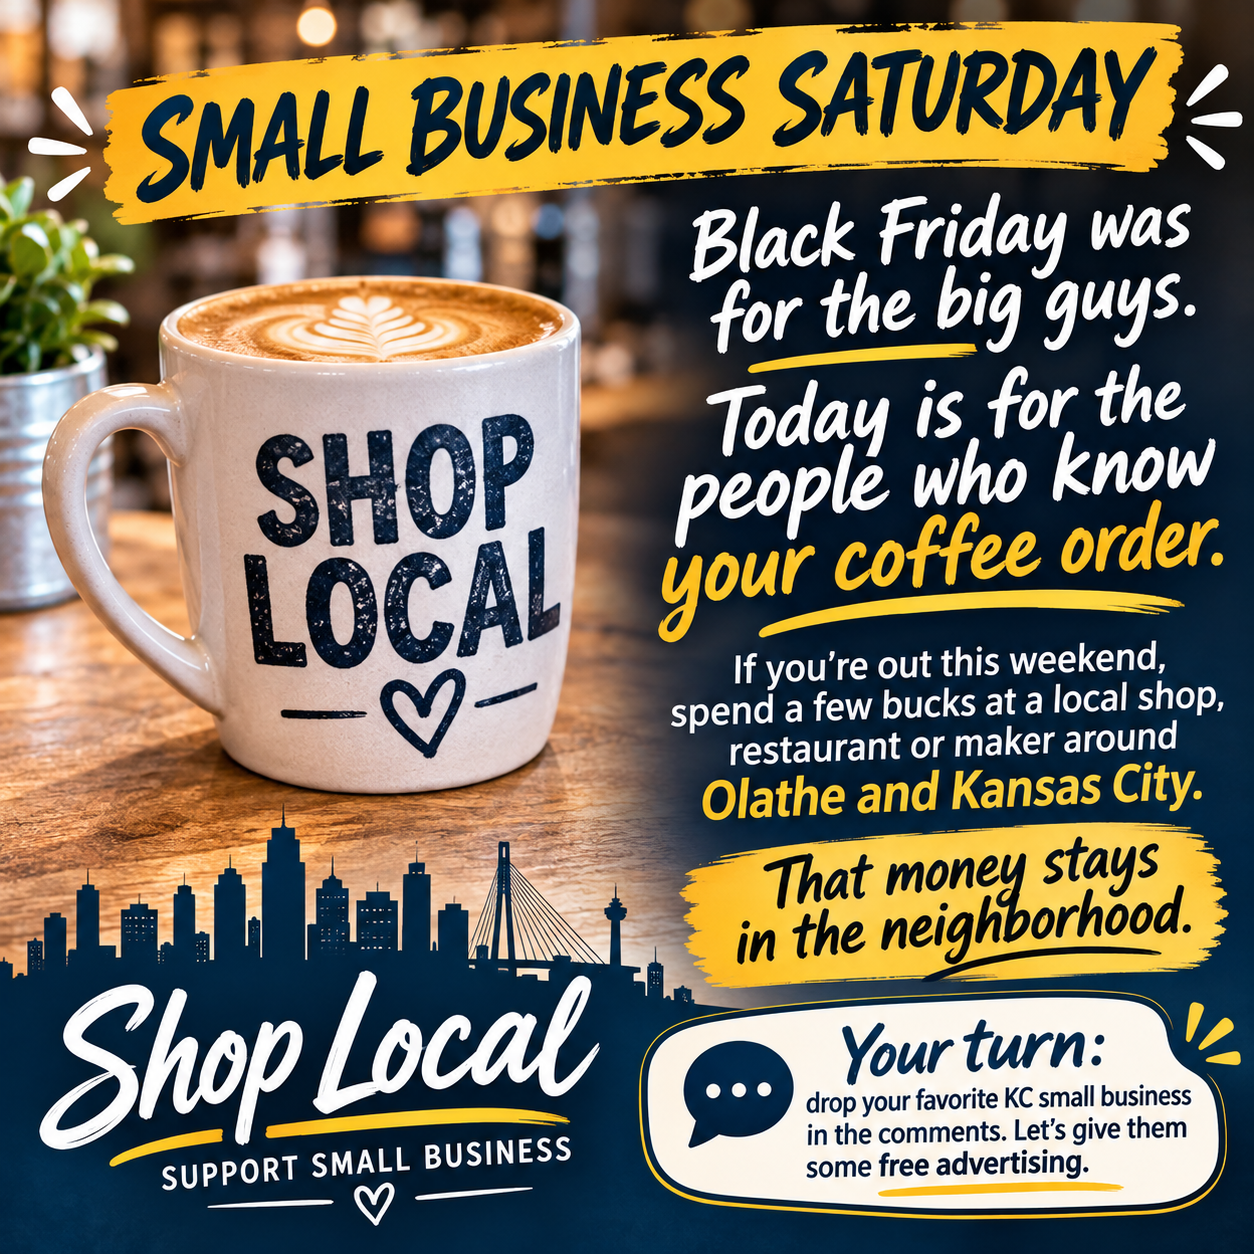 SMALL BUSINESS SATURDAY
Black Friday was
for the big guys.
Today is for the
people who know
your coffee order.
SHOP
LOCAL
If you're out this weekend,
spend a few bucks at a local shop,
restaurant or maker around
Olathe and Kansas City.
That money stays
in the neighborhood.
Shop Local
SUPPORT SMALL BUSINESS
Your turn:
drop your favorite KC small business
in the comments. Let's give them
some free advertising.